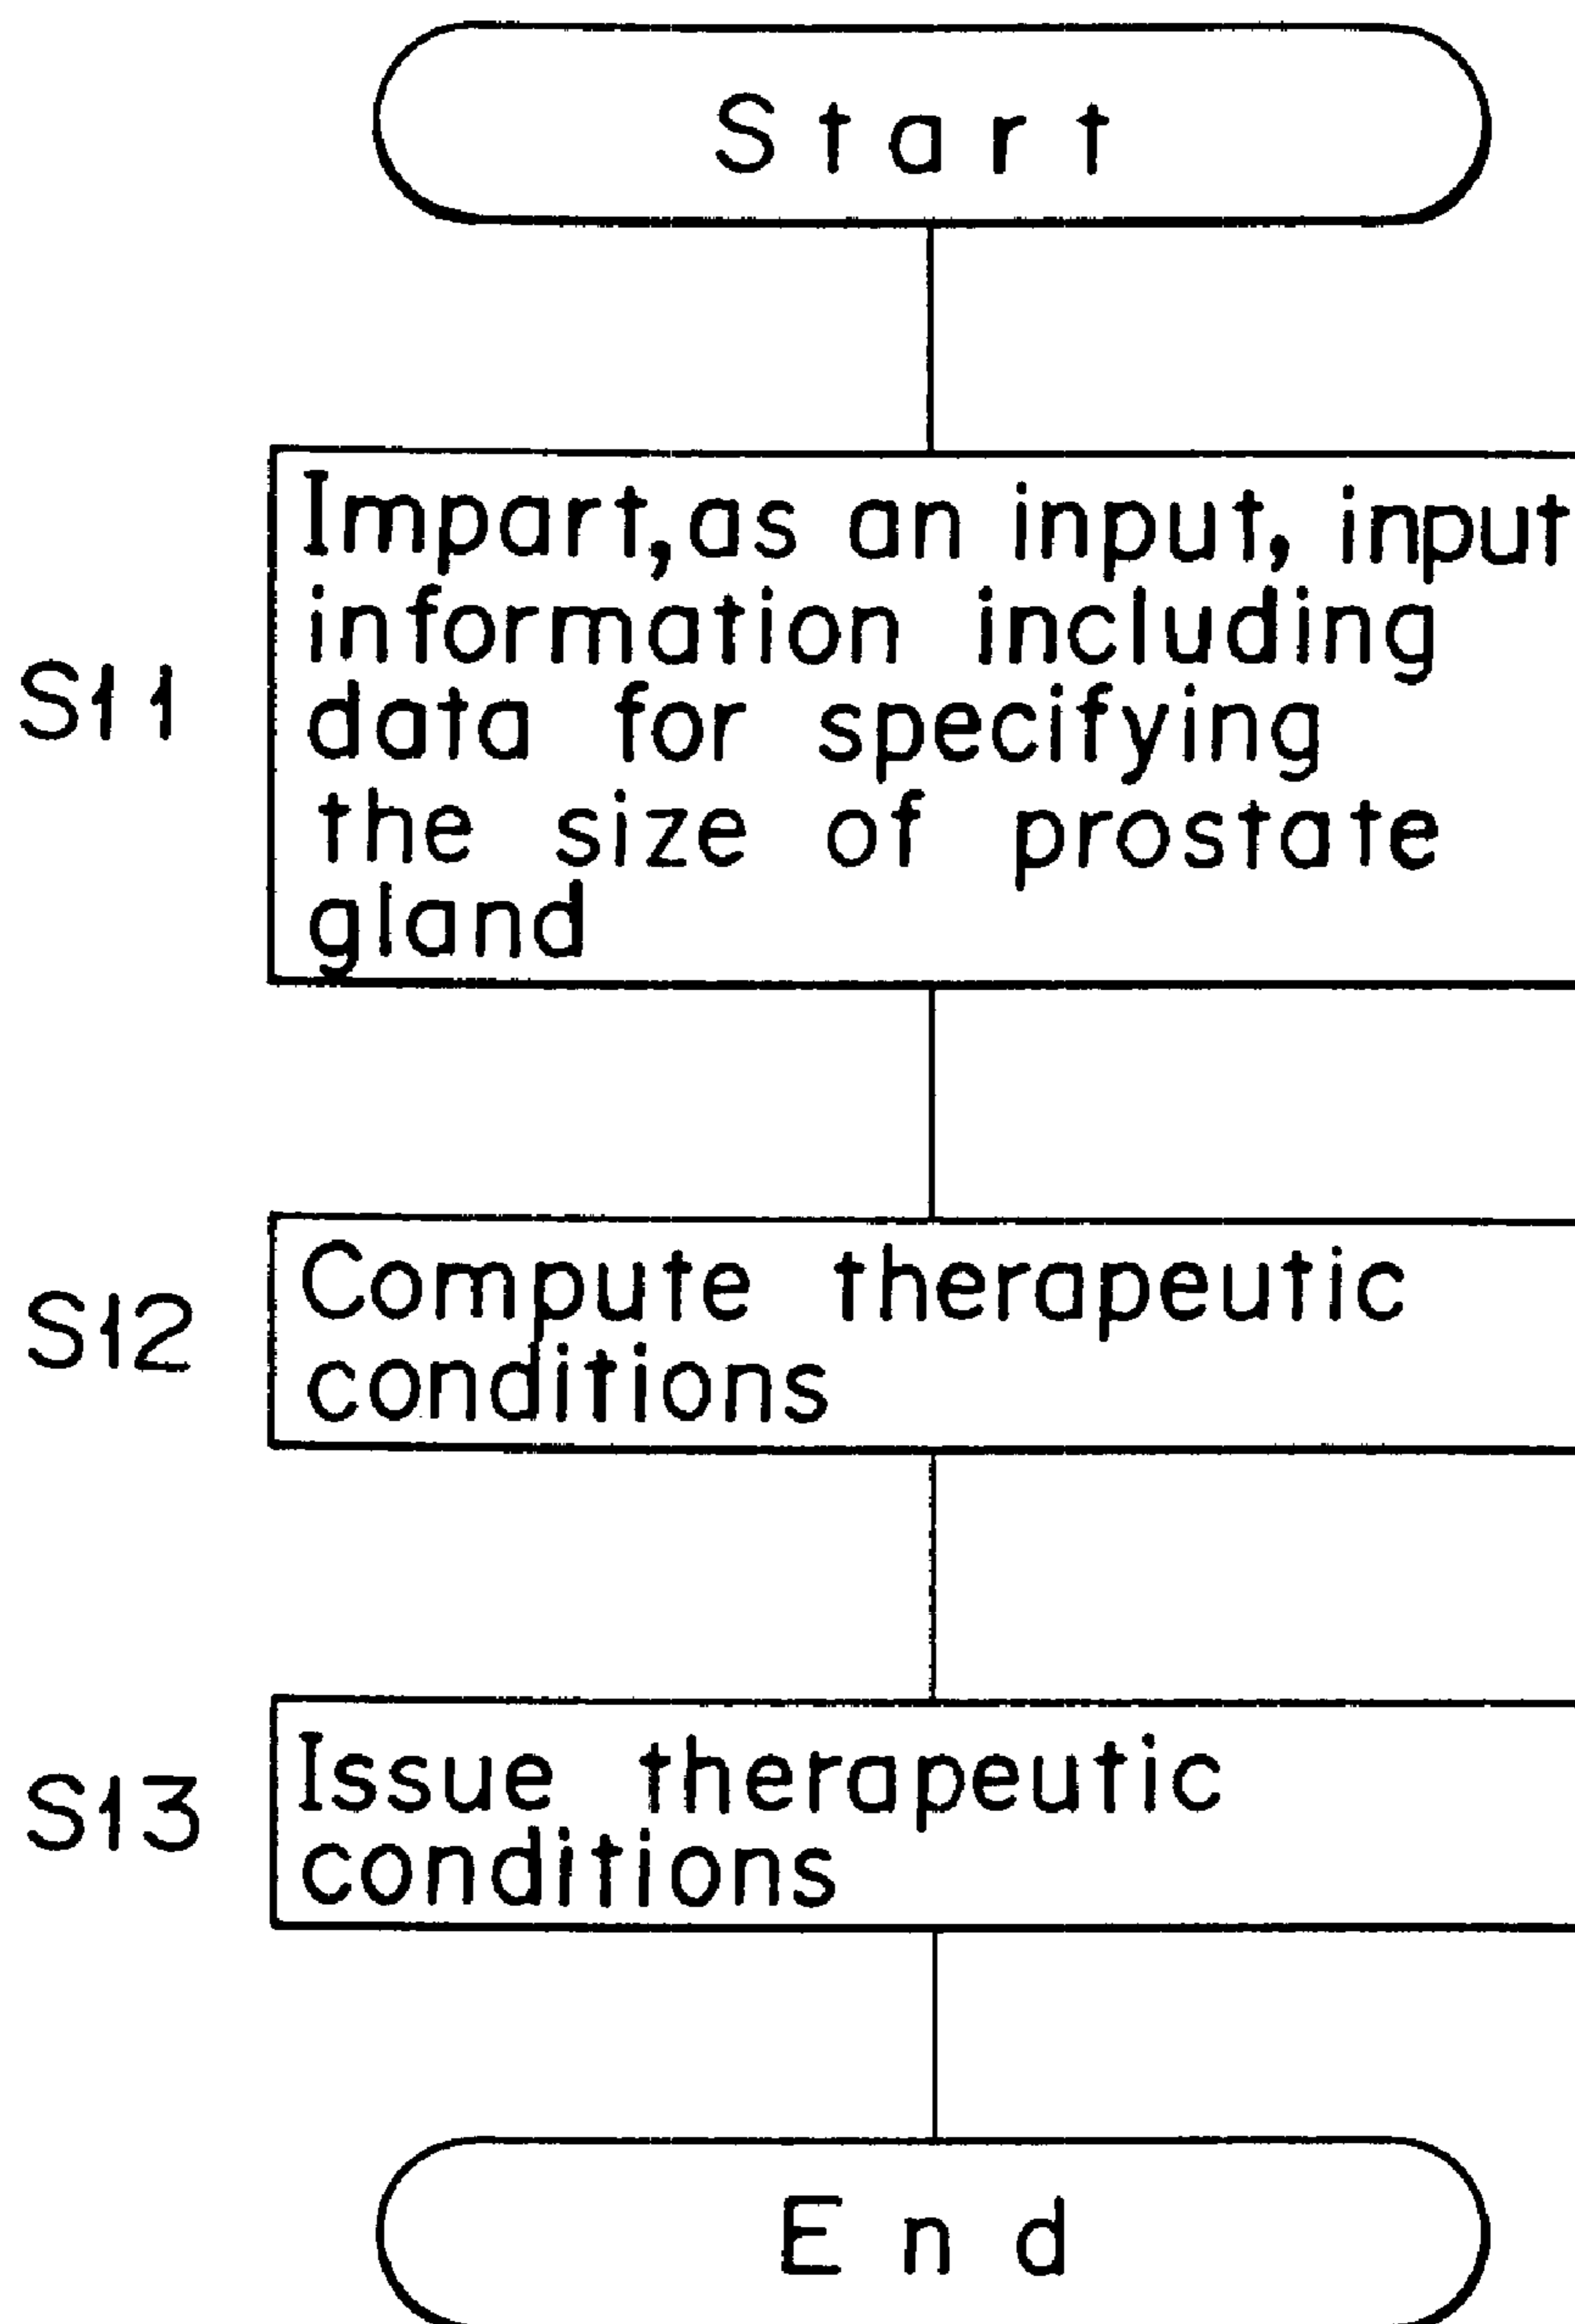 Start
Impart,as an input, input
information including
data for specifying
the size of prostate
gland
S11
Compute therapeutic
conditions
S12
Issue therapeutic
conditions
S13
End